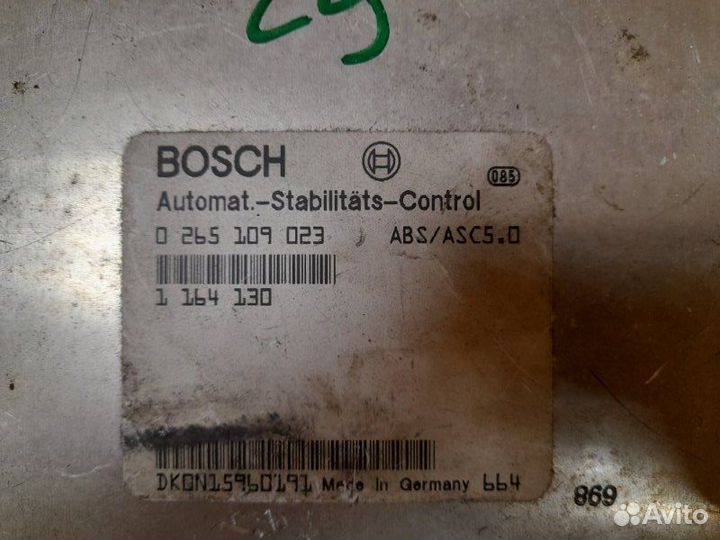 BOSCH
085
Automat.-Stabilitäts-Control
0 265 109 023 ABS/ASC5.0
1 164 130
DK0N15960191 Made In Germany 664
869
Avito